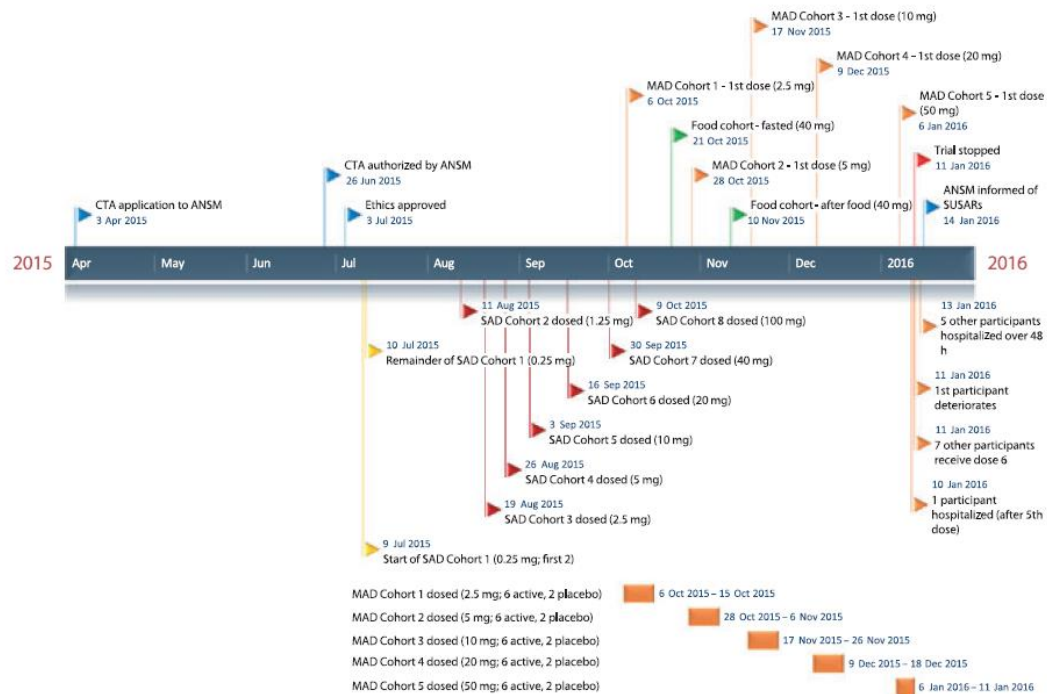 MAD Cohort 3 - 1st dose (10 mg)
17 Nov 2015
MAD Cohort 4 – 1st dose (20 mg)
9 Dec 2015
MAD Cohort 1 - 1st dose (2.5 mg)
6 Oct 2015
MAD Cohort 5 - 1st dose
(50 mg)
6 Jan 2016
Food cohort - fasted (40 mg)
21 Oct 2015
Trial stopped
11 Jan 2016
CTA authorized by ANSM
26 Jun 2015
MAD Cohort 2 - 1st dose (5 mg)
28 Oct 2015
ANSM informed of
SUSARs
14 Jan 2016
CTA application to ANSM
3 Apr 2015
Ethics approved
3 Jul 2015
Food cohort - after food (40 mg)
10 Nov 2015
2015
Apr
May
Jun
Jul
Aug
Sep
Oct
Nov
Dec
2016
2016
11 Aug 2015
SAD Cohort 2 dosed (1.25 mg)
9 Oct 2015
SAD Cohort 8 dosed (100 mg)
13 Jan 2016
5 other participants
hospitalized over 48
h
10 Jul 2015
Remainder of SAD Cohort 1 (0.25 mg)
30 Sep 2015
SAD Cohort 7 dosed (40 mg)
11 Jan 2016
1st participant
deteriorates
16 Sep 2015
SAD Cohort 6 dosed (20 mg)
3 Sep 2015
SAD Cohort 5 dosed (10 mg)
11 Jan 2016
7 other participants
receive dose 6
26 Aug 2015
SAD Cohort 4 dosed (5 mg)
10 Jan 2016
1 participant
hospitalized (after 5th
dose)
19 Aug 2015
SAD Cohort 3 dosed (2.5 mg)
9 Jul 2015
Start of SAD Cohort 1 (0.25 mg; first 2)
MAD Cohort 1 dosed (2.5 mg; 6 active, 2 placebo)
6 Oct 2015 – 15 Oct 2015
MAD Cohort 2 dosed (5 mg; 6 active, 2 placebo)
28 Oct 2015 – 6 Nov 2015
MAD Cohort 3 dosed (10 mg; 6 active, 2 placebo)
17 Nov 2015 – 26 Nov 2015
MAD Cohort 4 dosed (20 mg; 6 active, 2 placebo)
9 Dec 2015 – 18 Dec 2015
MAD Cohort 5 dosed (50 mg; 6 active, 2 placebo)
6 Jan 2016 – 11 Jan 2016